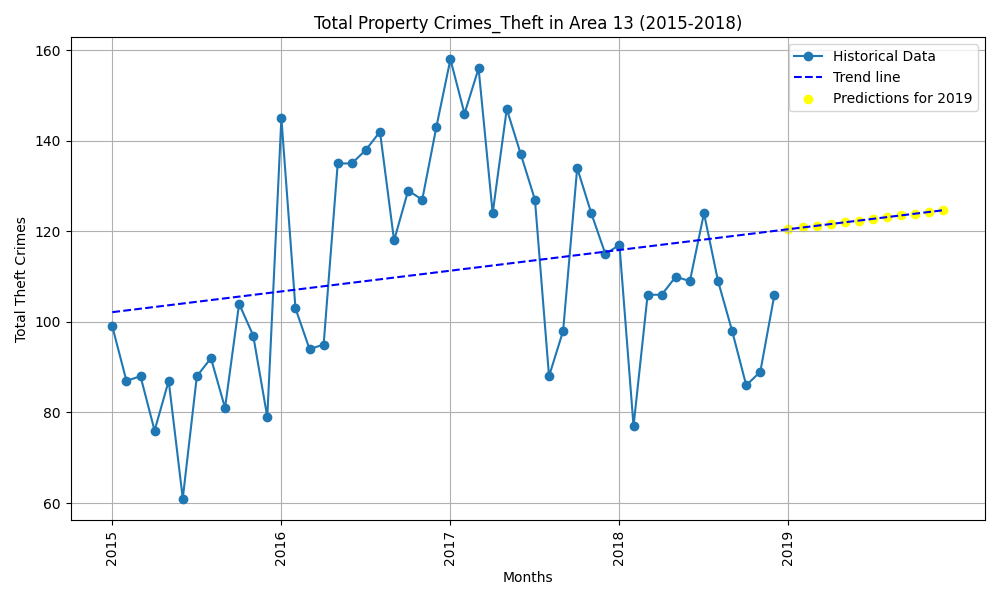 Total Property Crimes_Theft in Area 13 (2015-2018)
Historical Data
Trend line
Predictions for 2019
Total Theft Crimes
160
140
120
100
80
60
2015
2016
2017
2018
2019
Months